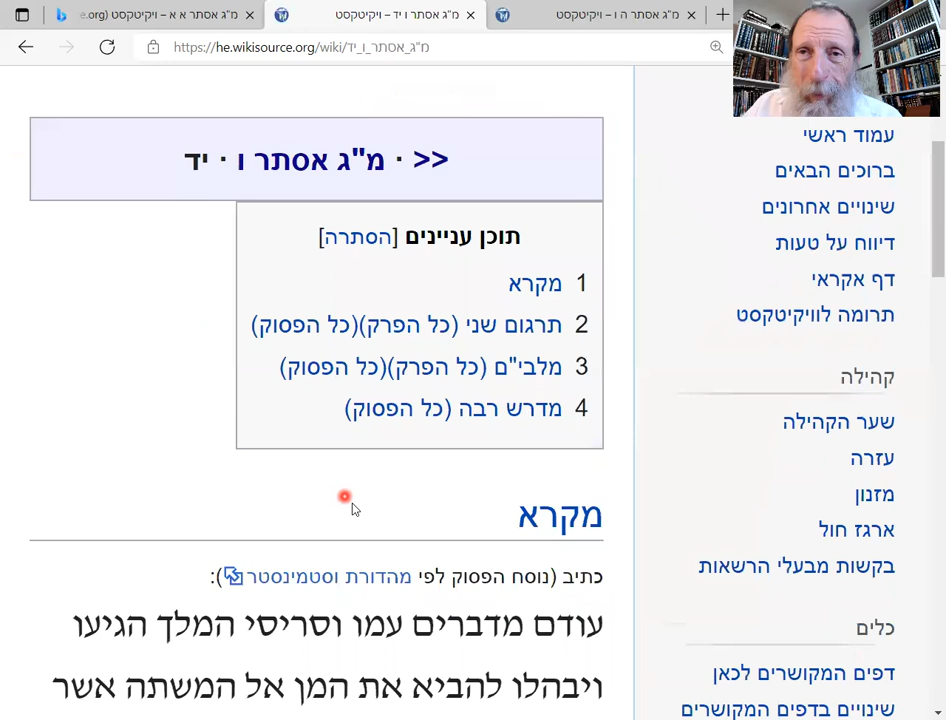 מ"ג אסתר א א – ויקיטקסט (e.org
מ"ג אסתר ו יד – ויקיטקסט
מ"ג אסתר ה ו – ויקיטקסט
https://he.wikisource.org/wiki/מ"ג_אסתר_ו_יד
<< · מ"ג אסתר ו · יד
תוכן עניינים [הסתרה]
1 מקרא
2 תרגום שני (כל הפרק)(כל הפסוק)
3 מלבי"ם (כל הפרק)(כל הפסוק)
4 מדרש רבה (כל הפסוק)
מקרא
כתיב (נוסח הפסוק לפי מהדורת וסטמינסטר):
עודם מדברים עמו וסריסי המלך הגיעו
ויבהלו להביא את המן אל המשתה אשר
עמוד ראשי
ברוכים הבאים
שינויים אחרונים
דיווח על טעות
דף אקראי
תרומה לוויקיטקסט
קהילה
שער הקהילה
עזרה
מזנון
ארגז חול
בקשות מבעלי הרשאות
כלים
דפים המקושרים לכאן
שינויים בדפים המקושרים